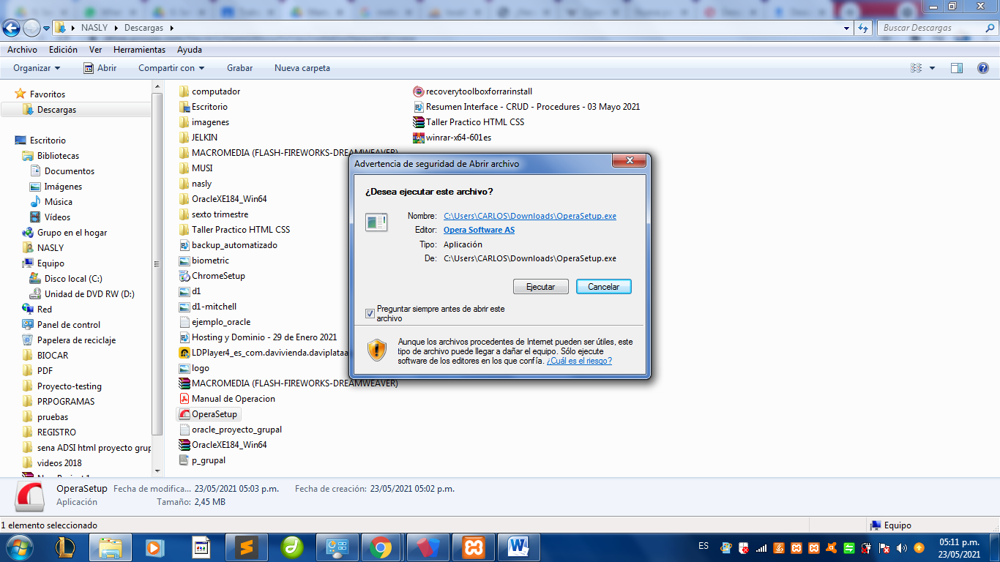 NASLY Descargas
Buscar Descargas
Archivo Edición Ver Herramientas Ayuda
Organizar Abrir Compartir con Grabar Nueva carpeta
Favoritos
Descargas
Escritorio
Bibliotecas
Documentos
Imágenes
Música
Vídeos
Grupo en el hogar
NASLY
Equipo
Disco local (C:)
Unidad de DVD RW (D:)
Red
Panel de control
Papelera de reciclaje
BIOCAR
PDF
Proyecto-testing
PRPOGRAMAS
pruebas
REGISTRO
sena ADSI html proyecto grup
videos 2018
computador
Escritorio
imagenes
JELKIN
MACROMEDIA (FLASH-FIREWORKS-DREAMWEAVER)
MUSI
nasly
OracleXE184_Win64
sexto trimestre
Taller Practico HTML CSS
backup_automatizado
biometric
ChromeSetup
d1
d1-mitchell
ejemplo_oracle
Hosting y Dominio - 29 de Enero 2021
LDPlayer4_es_com.davivienda.daviplataa
logo
MACROMEDIA (FLASH-FIREWORKS-DREAMWEAVER)
Manual de Operacion
OperaSetup
oracle_proyecto_grupal
OracleXE184_Win64
p_grupal
recoverytoolboxforrarinstall
Resumen Interface - CRUD - Procedures - 03 Mayo 2021
Taller Practico HTML CSS
winrar-x64-601es
Advertencia de seguridad de Abrir archivo
¿Desea ejecutar este archivo?
Nombre: C:\Users\CARLOS\Downloads\OperaSetup.exe
Editor: Opera Software AS
Tipo: Aplicación
De: C:\Users\CARLOS\Downloads\OperaSetup.exe
Ejecutar Cancelar
Preguntar siempre antes de abrir este
archivo
Aunque los archivos procedentes de Internet pueden ser útiles, este
tipo de archivo puede llegar a dañar el equipo. Sólo ejecute
software de los editores en los que confía. ¿Cuál es el riesgo?
OperaSetup Fecha de modifica... 23/05/2021 05:03 p.m. Fecha de creación: 23/05/2021 05:02 p.m.
Aplicación Tamaño: 2,45 MB
1 elemento seleccionado
Equipo
ES
05:11 p.m.
23/05/2021